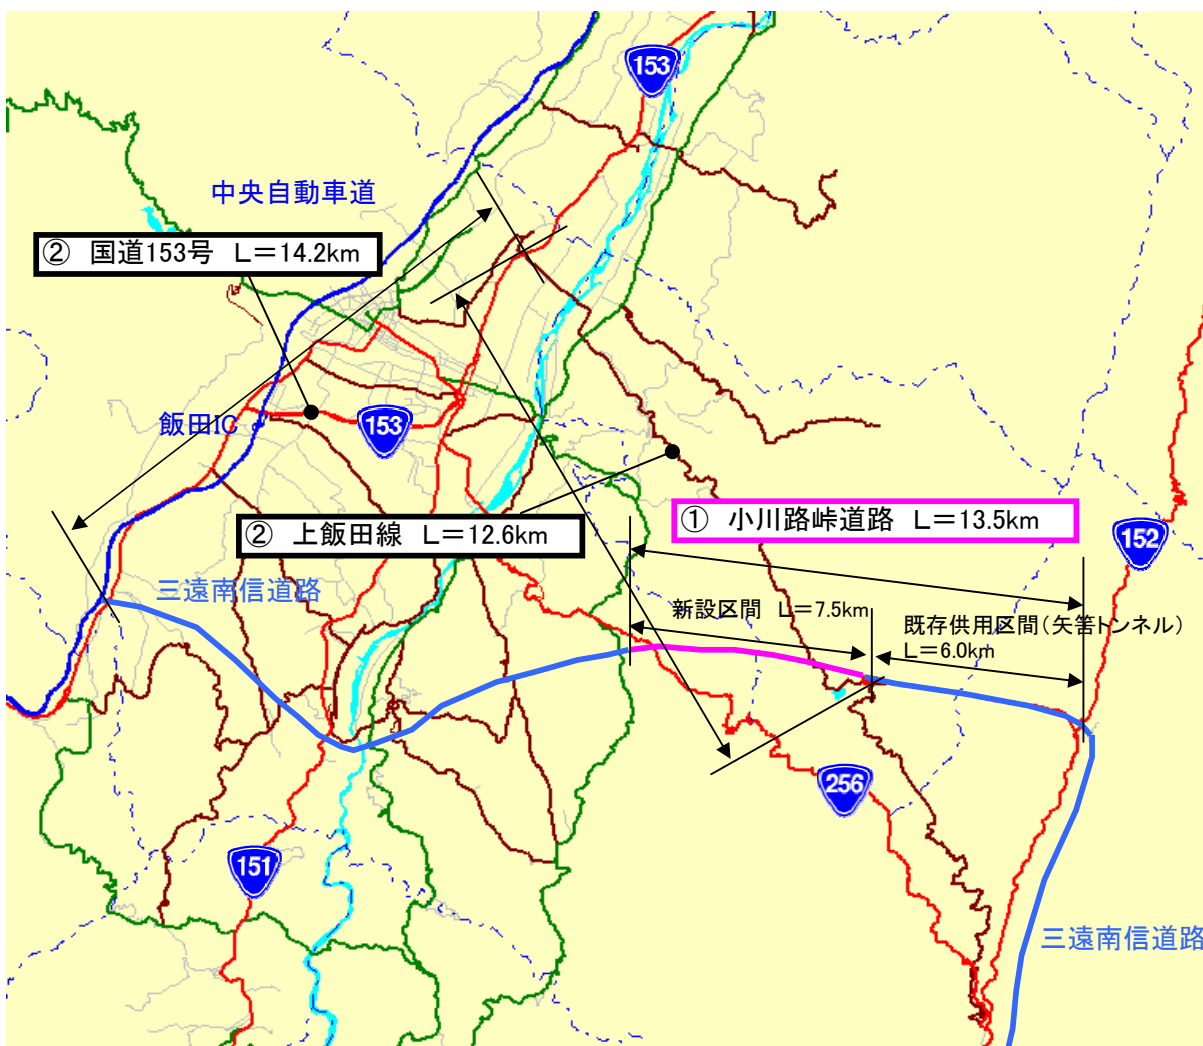 153
中央自動車道
② 国道153号 L=14.2km
飯田IC
153
① 小川路峠道路 L=13.5km
② 上飯田線 L=12.6km
152
三遠南信道路
新設区間 L=7.5km
既存供用区間(矢筈トンネル)
L=6.0km
256
151
三遠南信道路